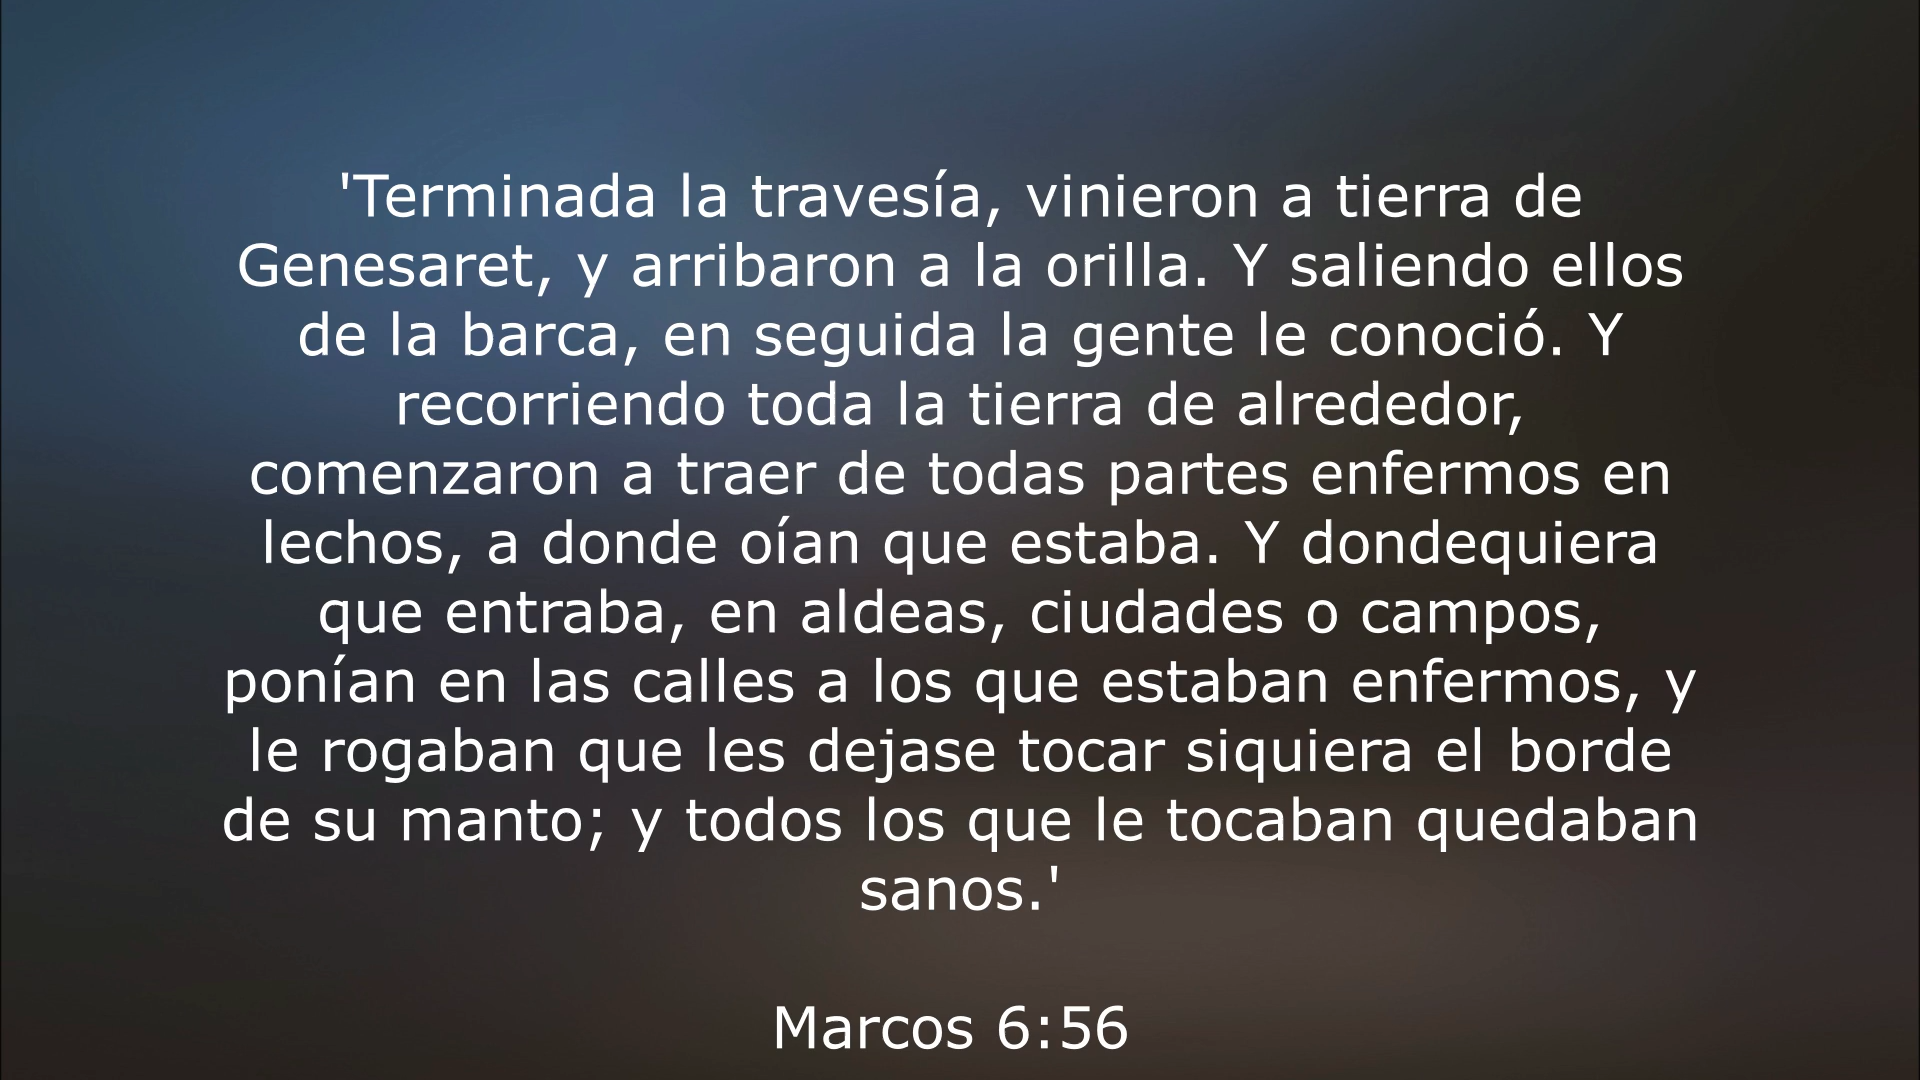 'Terminada la travesía, vinieron a tierra de
Genesaret, y arribaron a la orilla. Y saliendo ellos
de la barca, en seguida la gente le conoció. Y
recorriendo toda la tierra de alrededor,
comenzaron a traer de todas partes enfermos en
lechos, a donde oían que estaba. Y dondequiera
que entraba, en aldeas, ciudades o campos,
ponían en las calles a los que estaban enfermos, y
le rogaban que les dejase tocar siquiera el borde
de su manto; y todos los que le tocaban quedaban
sanos.'
Marcos 6:56